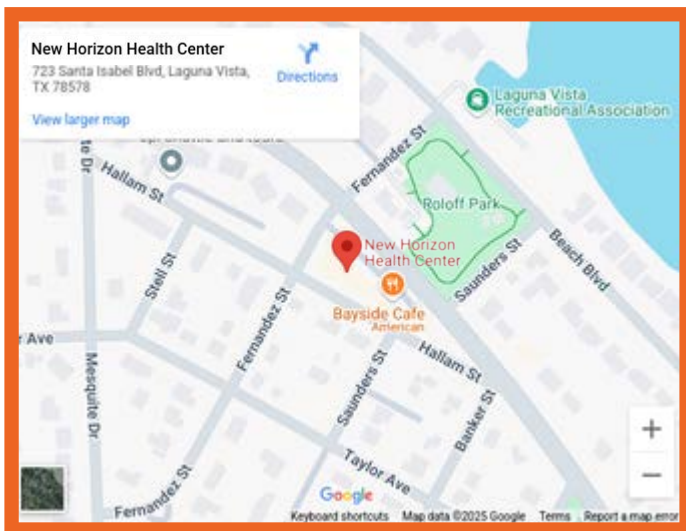 New Horizon Health Center
723 Santa Isabel Blvd, Laguna Vista,
TX 78578
Directions
View larger map
Laguna Vista
Recreational Association
Fernandez St
Hallam St
Roloff Park
New Horizon
Health Center
Stell St
Saunders St
Beach Blvd
Bayside Cafe
American
Fernandez St
r Ave
Hallam St
Mesquite Dr
Saunders St
Banker St
Taylor Ave
Fernandez St
Google
Keyboard shortcuts Map data ©2025 Google Terms Report a map error